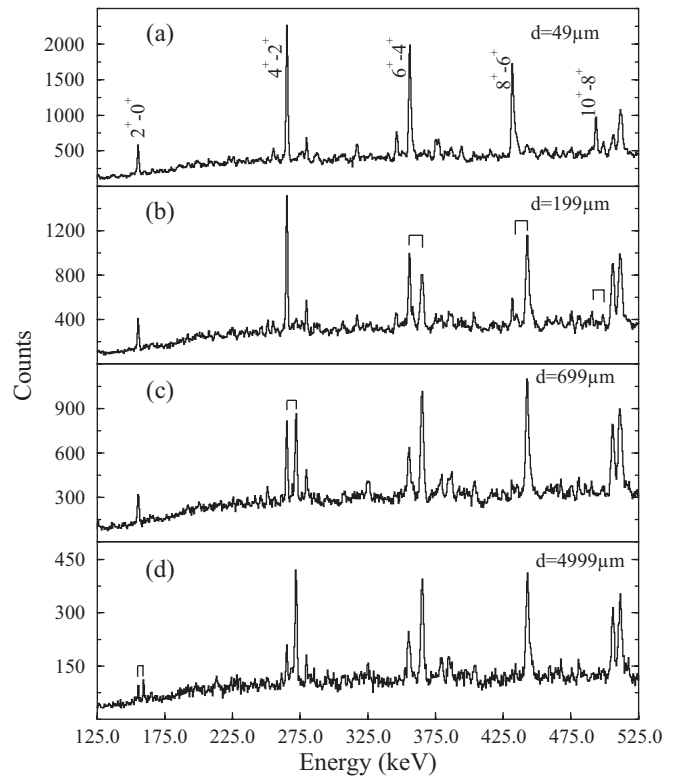 (a)
d=49μm
2⁺-0⁺
4⁺-2⁺
6⁺-4⁺
8⁺-6⁺
10⁺-8⁺
2000
1500
1000
500
(b)
d=199μm
1200
800
400
(c)
d=699μm
900
600
300
(d)
d=4999μm
450
300
150
Counts
125.0 175.0 225.0 275.0 325.0 375.0 425.0 475.0 525.0
Energy (keV)